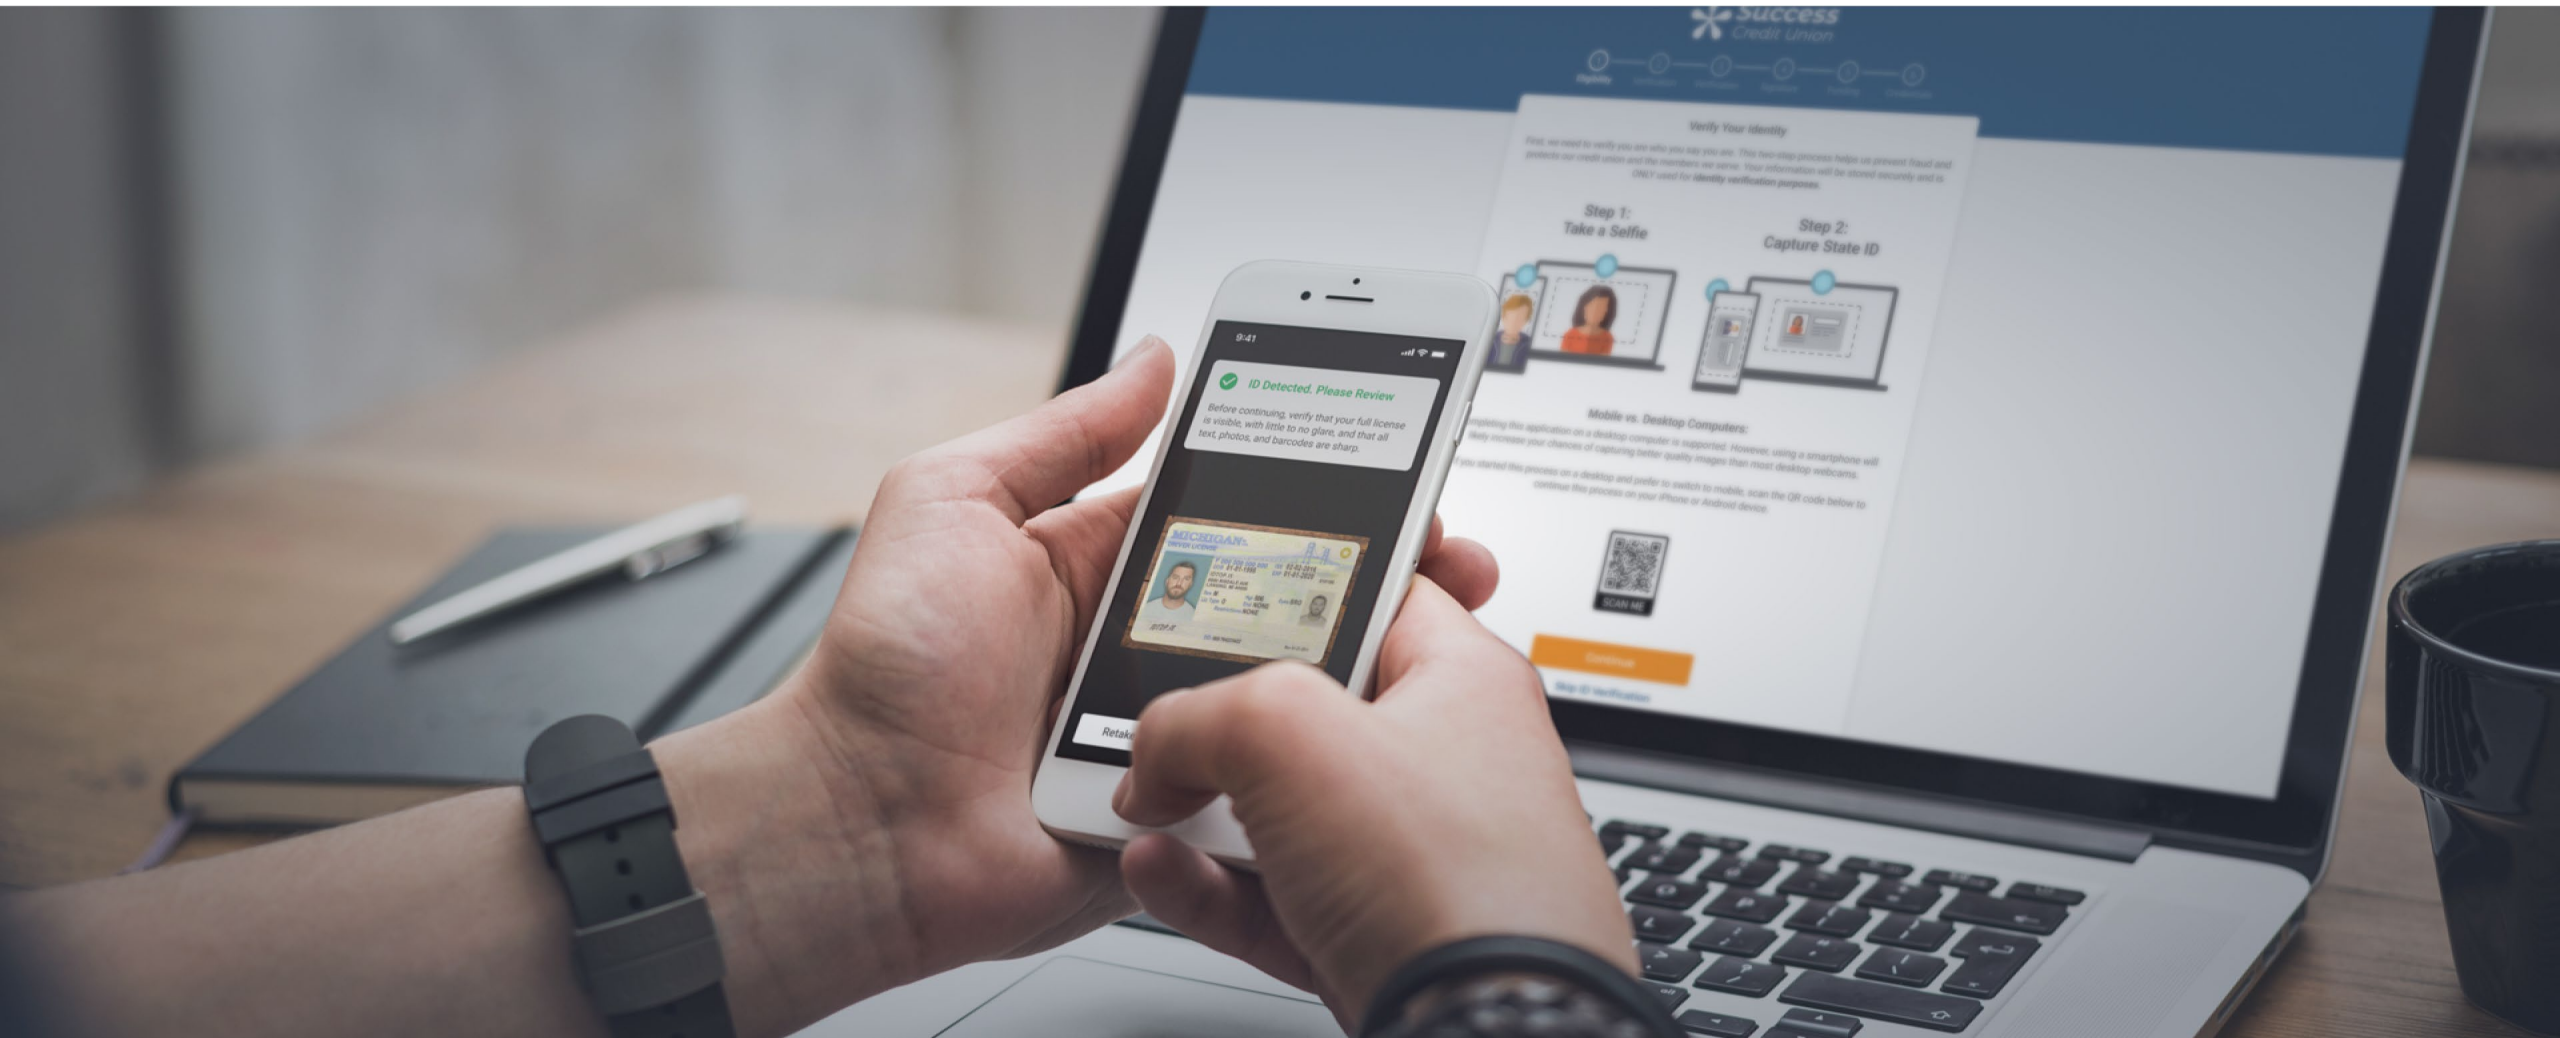 Success
Credit Union
Eligibility
Verify Your Identity
First, we need to verify you are who you say you are. This two-step process helps us prevent fraud and
protects our credit union and the members we serve. Your information will be stored securely and is
ONLY used for identity verification purposes.
Step 1:
Take a Selfie
Step 2:
Capture State ID
Mobile vs. Desktop Computers:
this application on a desktop computer is supported. However, using a smartphone will
likely increase your chances of capturing better quality images than most desktop webcams.
you started this process on a desktop and prefer to switch to mobile, scan the QR code below to
continue this process on your iPhone or Android device.
SCAN ME
Continue
Skip ID Verification
9:41
ID Detected. Please Review
Before continuing, verify that your full license
is visible, with little to no glare, and that all
text, photos, and barcodes are sharp.
MICHIGAN
DRIVER LICENSE
Retake